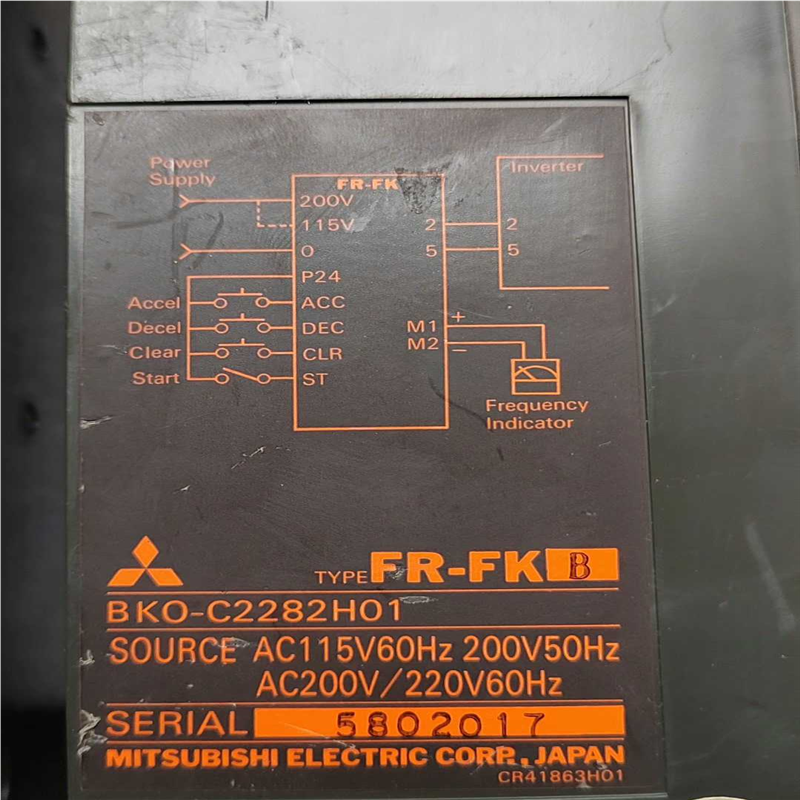 Power
Supply
FR-FK
Inverter
200V
115V
2
2
0
5
5
P24
Accel
ACC
Decel
DEC
M1
+
Clear
CLR
M2
−
Start
ST
Frequency
Indicator
TYPE FR-FK B
BKO-C2282H01
SOURCE AC115V60Hz 200V50Hz
AC200V/220V60Hz
SERIAL 5802017
MITSUBISHI ELECTRIC CORP., JAPAN
CR41863H01